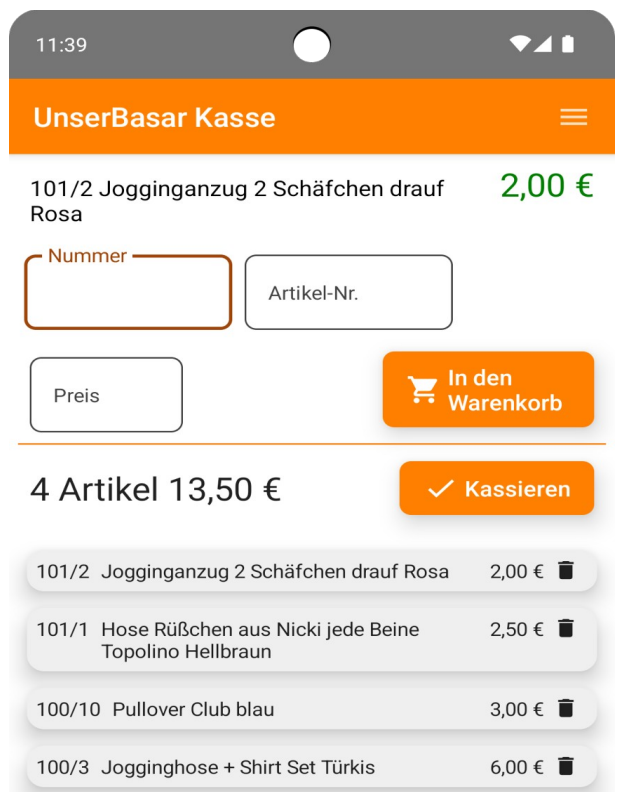 11:39
UnserBasar Kasse
101/2 Jogginganzug 2 Schäfchen drauf
Rosa
2,00 €
Nummer
Artikel-Nr.
Preis
In den
Warenkorb
4 Artikel 13,50 €
Kassieren
101/2 Jogginganzug 2 Schäfchen drauf Rosa 2,00 €
101/1 Hose Rüßchen aus Nicki jede Beine 2,50 €
Topolino Hellbraun
100/10 Pullover Club blau 3,00 €
100/3 Jogginghose + Shirt Set Türkis 6,00 €